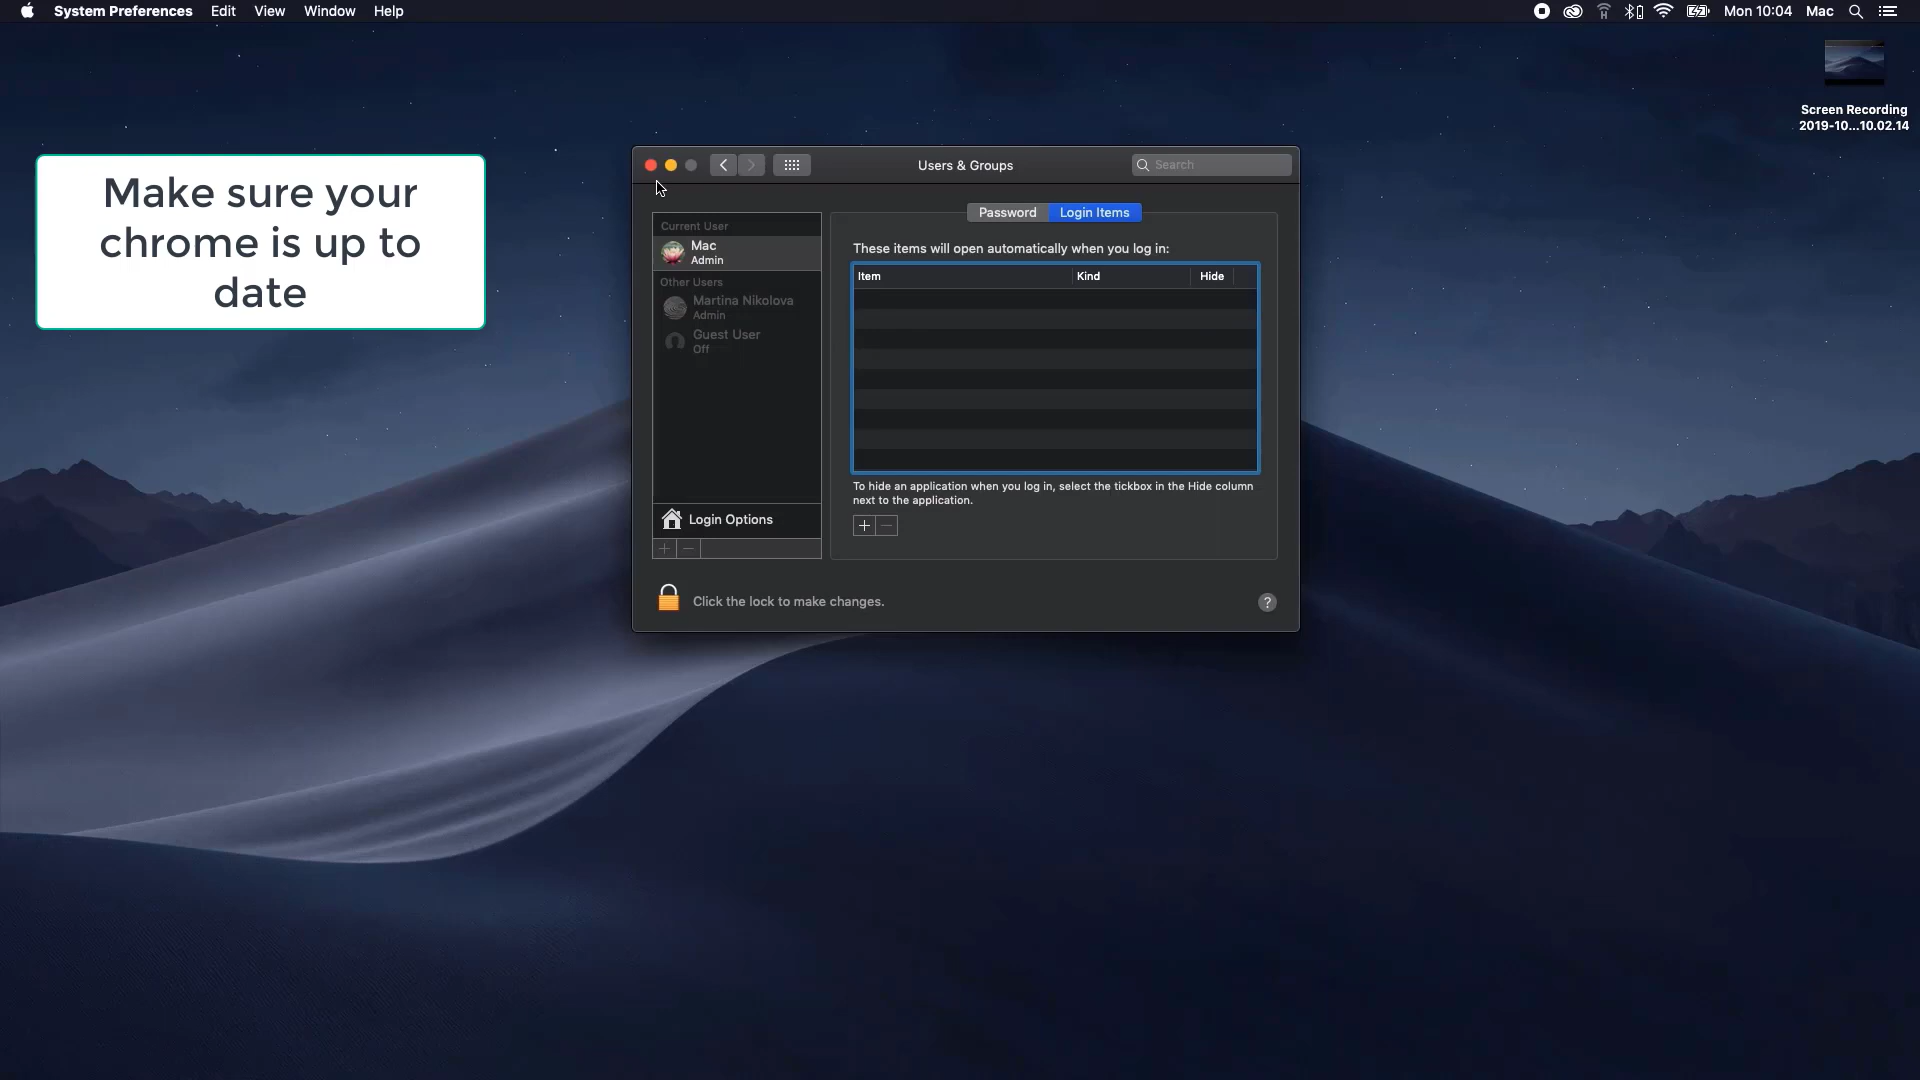 System Preferences Edit View Window Help
Mon 10:04 Mac
Screen Recording
2019-10...10.02.14
Make sure your
chrome is up to
date
Users & Groups
Search
Password Login Items
Current User
Mac
Admin
Other Users
Martina Nikolova
Admin
Guest User
Off
Login Options
These items will open automatically when you log in:
Item Kind Hide
To hide an application when you log in, select the tickbox in the Hide column
next to the application.
Click the lock to make changes.
?